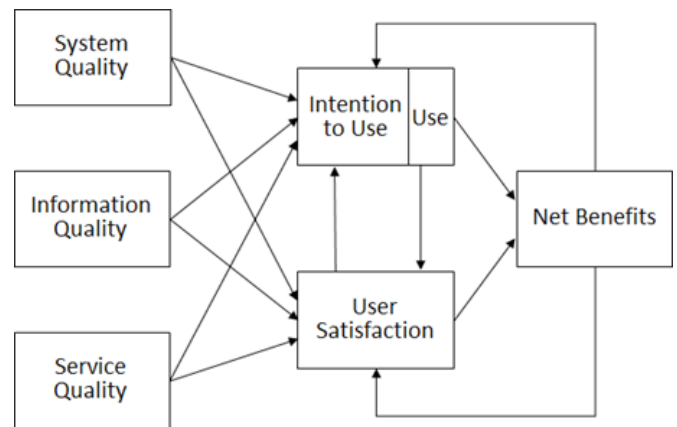 System
Quality
Intention
to Use
Use
Information
Quality
Net Benefits
User
Satisfaction
Service
Quality